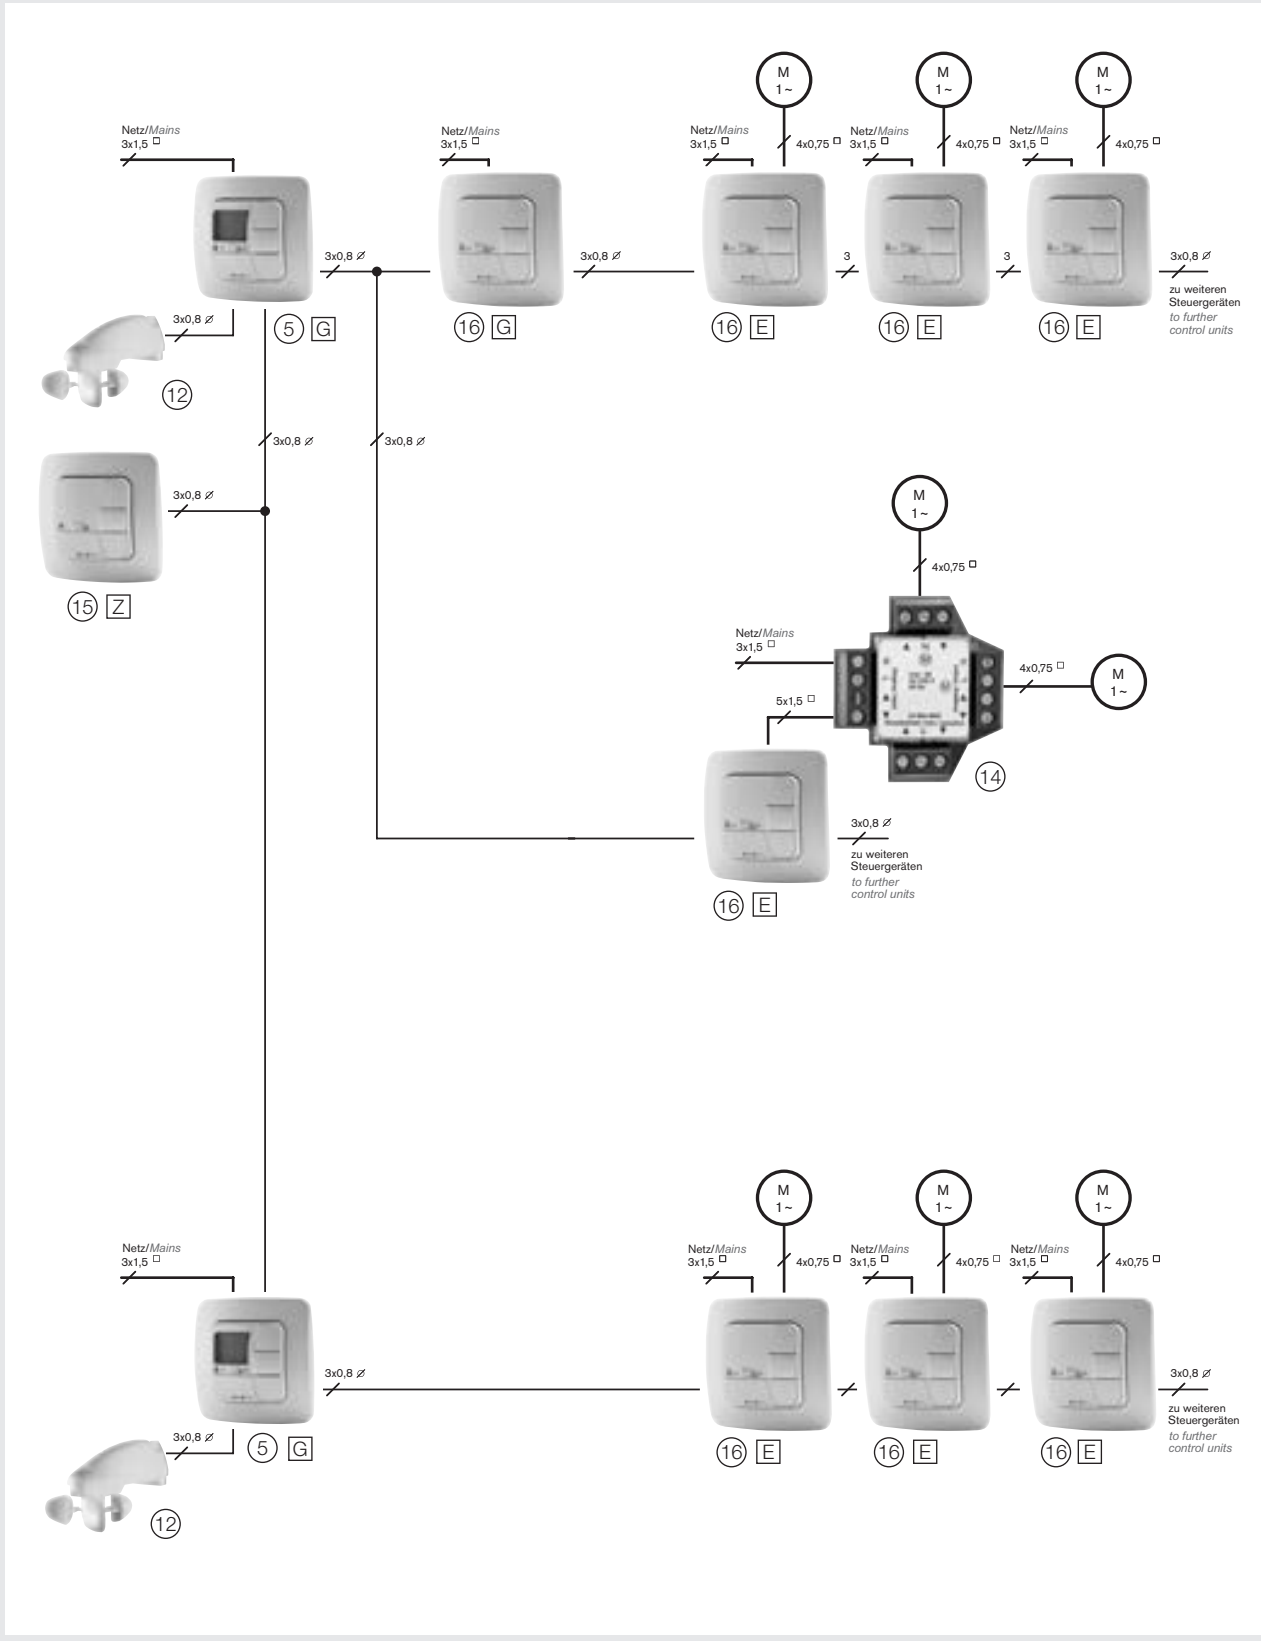 M
1~
M
1~
M
1~
Netz/Mains
3x1,5 □
Netz/Mains
3x1,5 □
Netz/Mains
3x1,5 □
4x0,75 □
Netz/Mains
3x1,5 □
4x0,75 □
Netz/Mains
3x1,5 □
4x0,75 □
3x0,8 ∅
3x0,8 ∅
3
3
3x0,8 ∅
zu weiteren
Steuergeräten
to further
control units
3x0,8 ∅
5 G
16 G
16 E
16 E
16 E
12
3x0,8 ∅
3x0,8 ∅
3x0,8 ∅
15 Z
M
1~
4x0,75 □
Netz/Mains
3x1,5 □
4x0,75 □
M
1~
5x1,5 □
14
3x0,8 ∅
zu weiteren
Steuergeräten
to further
control units
16 E
M
1~
M
1~
M
1~
Netz/Mains
3x1,5 □
Netz/Mains
3x1,5 □
4x0,75 □
Netz/Mains
3x1,5 □
4x0,75 □
Netz/Mains
3x1,5 □
4x0,75 □
3x0,8 ∅
3x0,8 ∅
zu weiteren
Steuergeräten
to further
control units
3x0,8 ∅
5 G
16 E
16 E
16 E
12